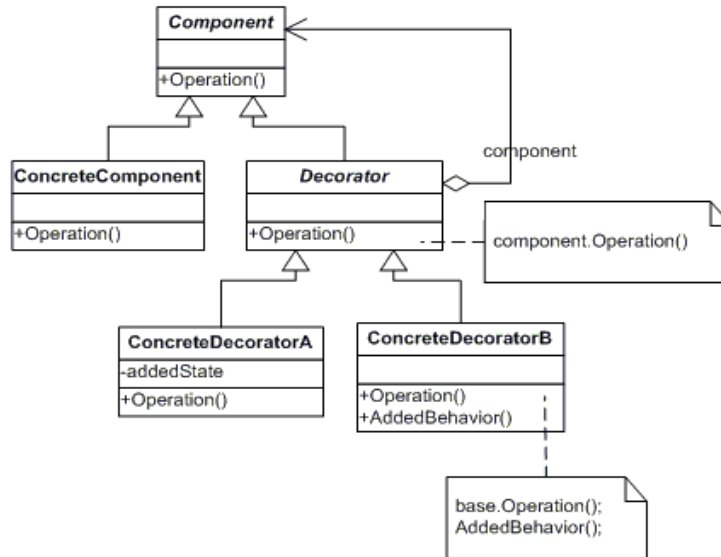 Component
+Operation()
component
ConcreteComponent
+Operation()
Decorator
+Operation()
component.Operation()
ConcreteDecoratorA
-addedState
+Operation()
ConcreteDecoratorB
+Operation()
+AddedBehavior()
base.Operation();
AddedBehavior();